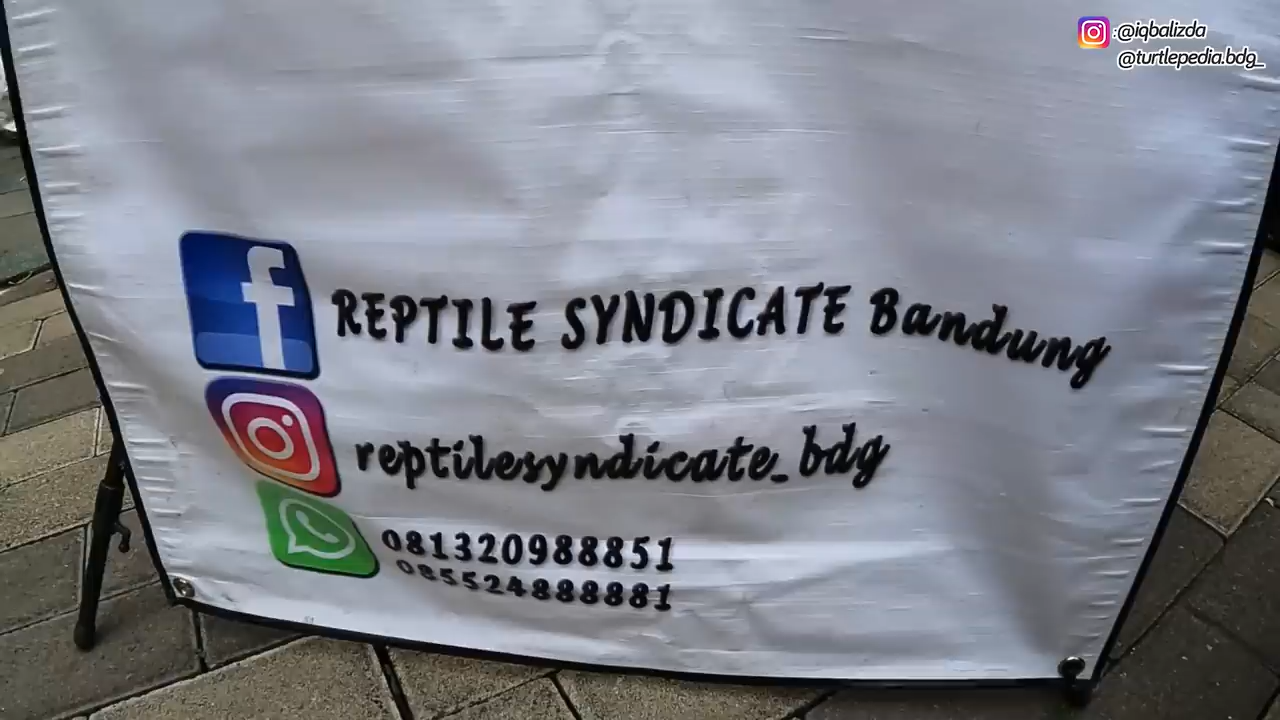 :@iqbalizda
@turtlepedia.bdg_
REPTILE SYNDICATE Bandung
reptilesyndicate_bdg
081320988851
085524888881